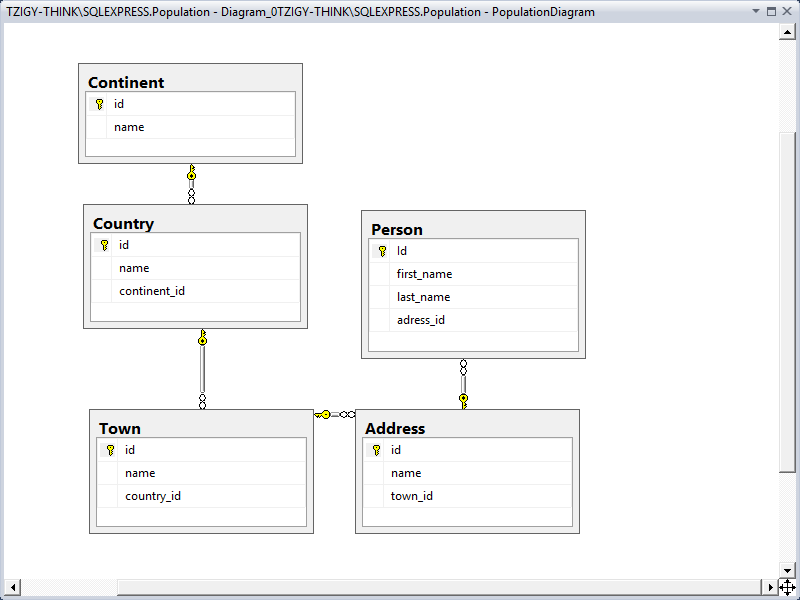 TZIGY-THINK\SQLEXPRESS.Population - Diagram_0TZIGY-THINK\SQLEXPRESS.Population - PopulationDiagram
Continent
id
name
Country
id
name
continent_id
Person
Id
first_name
last_name
adress_id
Town
id
name
country_id
Address
id
name
town_id